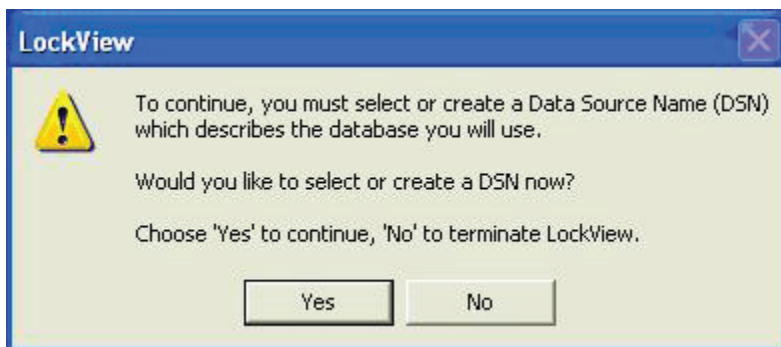 LockView
To continue, you must select or create a Data Source Name (DSN)
which describes the database you will use.
Would you like to select or create a DSN now?
Choose 'Yes' to continue, 'No' to terminate LockView.
Yes
No